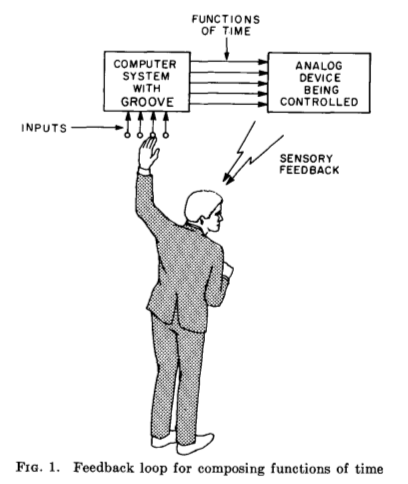 FUNCTIONS
OF TIME
COMPUTER
SYSTEM
WITH
GROOVE
ANALOG
DEVICE
BEING
CONTROLLED
INPUTS
SENSORY
FEEDBACK
FIG. 1. Feedback loop for composing functions of time